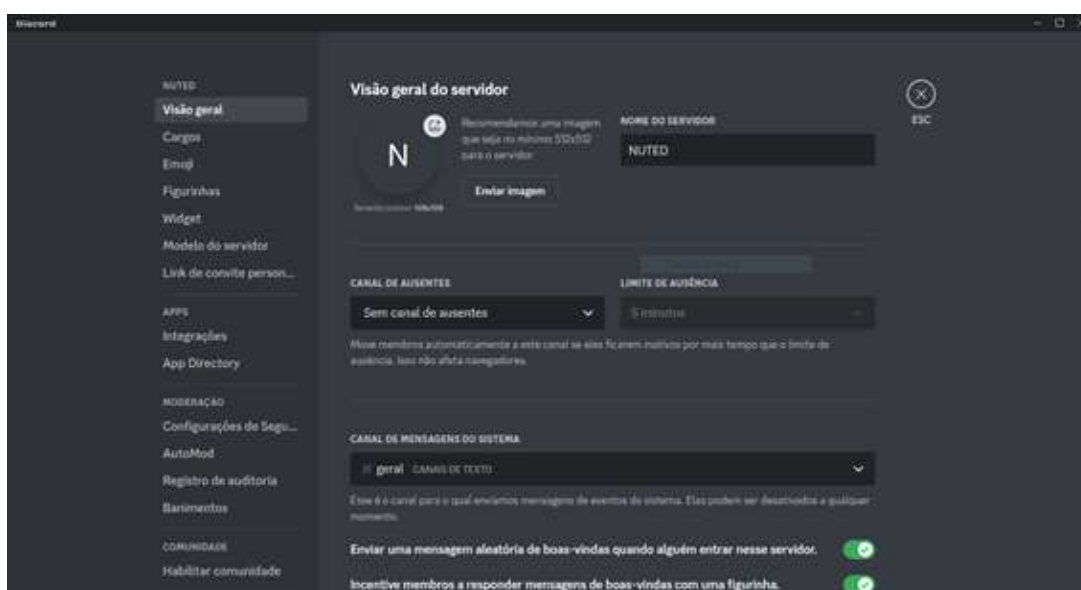 Discord
NUTED
Visão geral
Cargos
Emoji
Figurinhas
Widget
Modelo do servidor
Link de convite person...
APPS
Integrações
App Directory
MODERAÇÃO
Configurações de Segu...
AutoMod
Registro de auditoria
Banimentos
COMUNIDADE
Habilitar comunidade
Visão geral do servidor
N
Recomendamos uma imagem
que seja no mínimo 512x512
para o servidor.
Enviar imagem
NOME DO SERVIDOR
NUTED
ESC
CANAL DE AUSENTES
Sem canal de ausentes
LIMITE DE AUSÊNCIA
5 minutos
Move membros automaticamente a este canal se eles ficarem inativos por mais tempo que o limite de
ausência. Isso não afeta navegadores.
CANAL DE MENSAGENS DO SISTEMA
# geral CANAIS DE TEXTO
Esse é o canal para o qual enviamos mensagens de eventos do sistema. Elas podem ser desativadas a qualquer
momento.
Enviar uma mensagem aleatória de boas-vindas quando alguém entrar nesse servidor.
Incentive membros a responder mensagens de boas-vindas com uma figurinha.